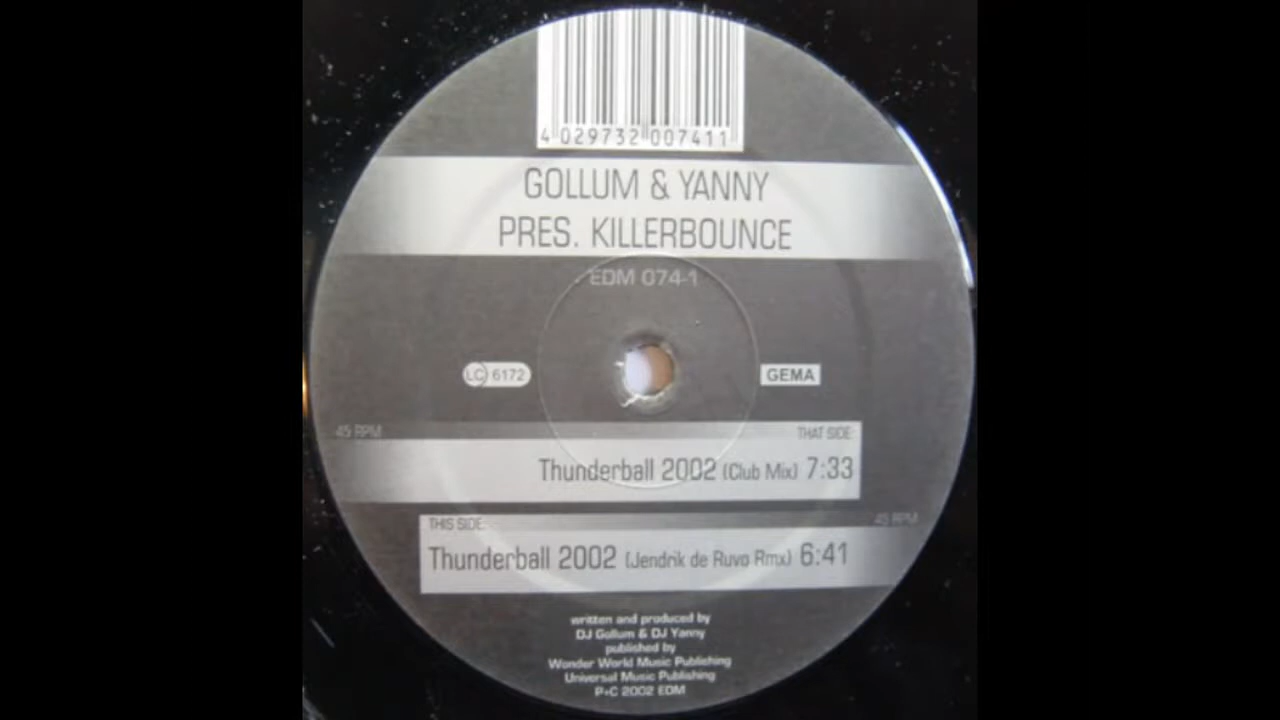 4 029732 007411
GOLLUM & YANNY
PRES. KILLERBOUNCE
EDM 074-1
LC 6172
GEMA
45 RPM
THAT SIDE:
Thunderball 2002 (Club Mix) 7:33
THIS SIDE:
45 RPM
Thunderball 2002 (Jendrik de Ruvo Rmx) 6:41
written and produced by
DJ Gollum & DJ Yanny
published by
Wonder World Music Publishing
Universal Music Publishing
P+C 2002 EDM